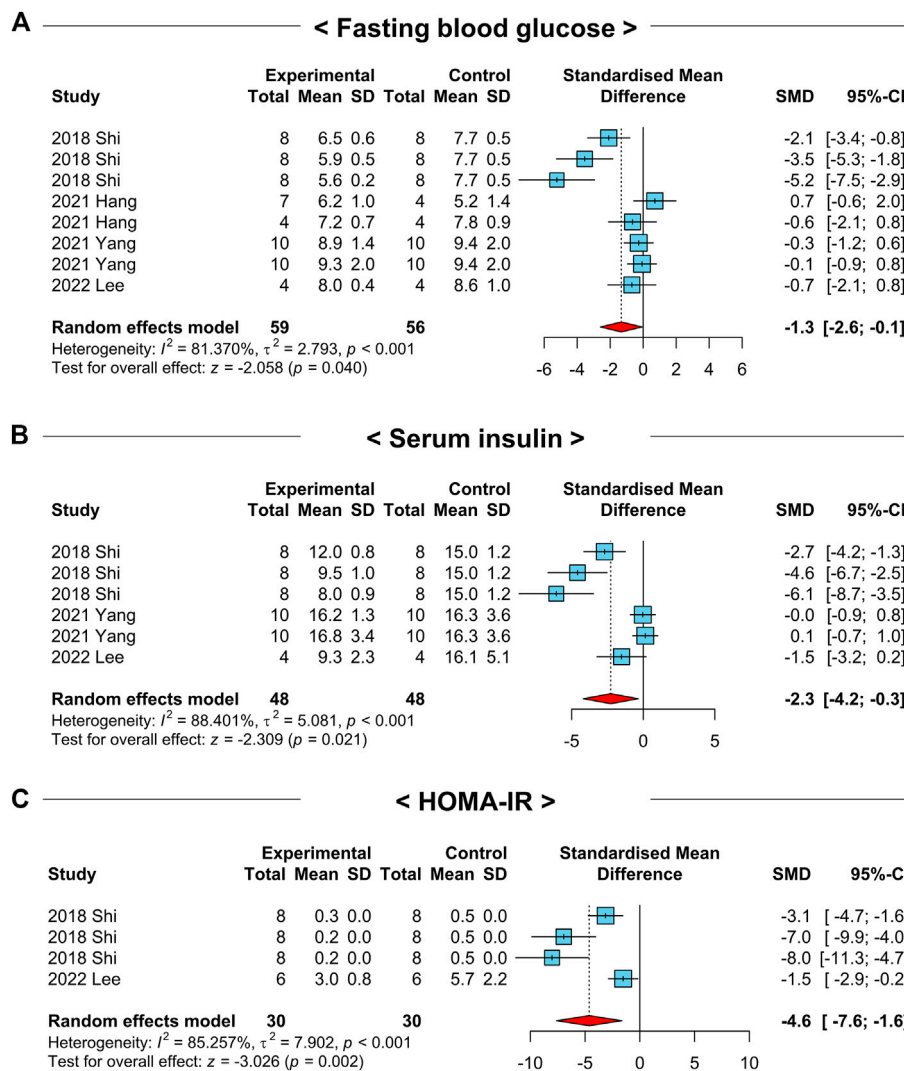 A < Fasting blood glucose >
Experimental Control Standardised Mean
Study Total Mean SD Total Mean SD Difference SMD 95%-CI
2018 Shi 8 6.5 0.6 8 7.7 0.5 -2.1 [-3.4; -0.8]
2018 Shi 8 5.9 0.5 8 7.7 0.5 -3.5 [-5.3; -1.8]
2018 Shi 8 5.6 0.2 8 7.7 0.5 -5.2 [-7.5; -2.9]
2021 Hang 7 6.2 1.0 4 5.2 1.4 0.7 [-0.6; 2.0]
2021 Hang 4 7.2 0.7 4 7.8 0.9 -0.6 [-2.1; 0.8]
2021 Yang 10 8.9 1.4 10 9.4 2.0 -0.3 [-1.2; 0.6]
2021 Yang 10 9.3 2.0 10 9.4 2.0 -0.1 [-0.9; 0.8]
2022 Lee 4 8.0 0.4 4 8.6 1.0 -0.7 [-2.1; 0.8]
Random effects model 59 56 -1.3 [-2.6; -0.1]
Heterogeneity: I² = 81.370%, τ² = 2.793, p < 0.001
Test for overall effect: z = -2.058 (p = 0.040)
-6 -4 -2 0 2 4 6
B < Serum insulin >
Experimental Control Standardised Mean
Study Total Mean SD Total Mean SD Difference SMD 95%-CI
2018 Shi 8 12.0 0.8 8 15.0 1.2 -2.7 [-4.2; -1.3]
2018 Shi 8 9.5 1.0 8 15.0 1.2 -4.6 [-6.7; -2.5]
2018 Shi 8 8.0 0.9 8 15.0 1.2 -6.1 [-8.7; -3.5]
2021 Yang 10 16.2 1.3 10 16.3 3.6 -0.0 [-0.9; 0.8]
2021 Yang 10 16.8 3.4 10 16.3 3.6 0.1 [-0.7; 1.0]
2022 Lee 4 9.3 2.3 4 16.1 5.1 -1.5 [-3.2; 0.2]
Random effects model 48 48 -2.3 [-4.2; -0.3]
Heterogeneity: I² = 88.401%, τ² = 5.081, p < 0.001
Test for overall effect: z = -2.309 (p = 0.021)
-5 0 5
C < HOMA-IR >
Experimental Control Standardised Mean
Study Total Mean SD Total Mean SD Difference SMD 95%-C
2018 Shi 8 0.3 0.0 8 0.5 0.0 -3.1 [ -4.7; -1.6
2018 Shi 8 0.2 0.0 8 0.5 0.0 -7.0 [ -9.9; -4.0
2018 Shi 8 0.2 0.0 8 0.5 0.0 -8.0 [-11.3; -4.7
2022 Lee 6 3.0 0.8 6 5.7 2.2 -1.5 [ -2.9; -0.2
Random effects model 30 30 -4.6 [ -7.6; -1.6]
Heterogeneity: I² = 85.257%, τ² = 7.902, p < 0.001
Test for overall effect: z = -3.026 (p = 0.002)
-10 -5 0 5 10